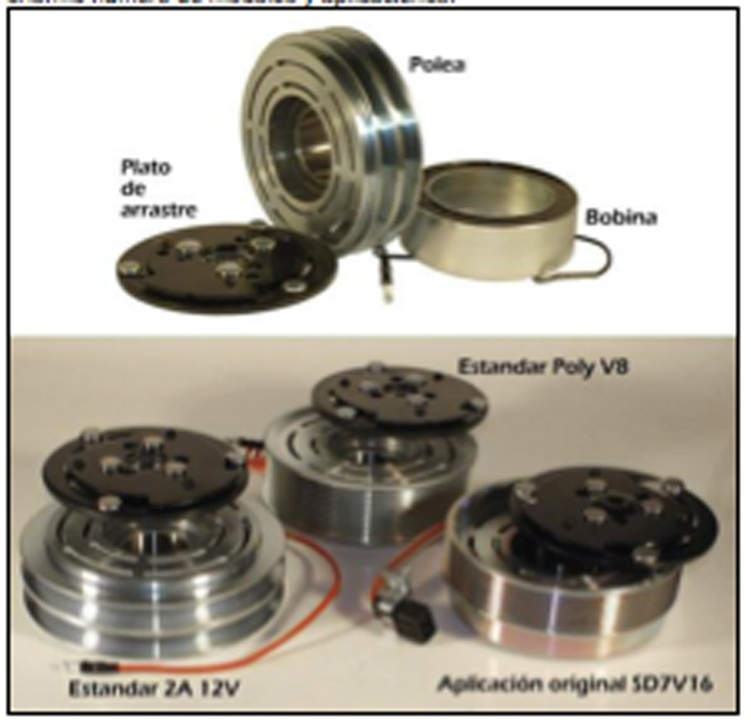 Polea
Plato
de
arrastre
Bobina
Estandar Poly V8
Estandar 2A 12V
Aplicación original SD7V16